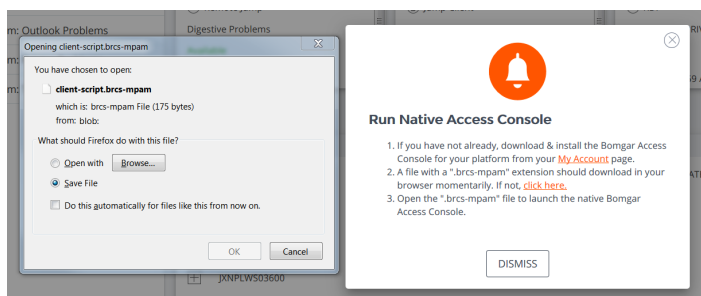 m: Outlook Problems
Digestive Problems
Opening client-script.brcs-mpam
You have chosen to open:
client-script.brcs-mpam
which is: brcs-mpam File (175 bytes)
from: blob:
What should Firefox do with this file?
Open with Browse...
Save File
Do this automatically for files like this from now on.
OK Cancel
JXNPLWS03600
Run Native Access Console
1. If you have not already, download & install the Bomgar Access
Console for your platform from your My Account page.
2. A file with a ".brcs-mpam" extension should download in your
browser momentarily. If not, click here.
3. Open the ".brcs-mpam" file to launch the native Bomgar
Access Console.
DISMISS